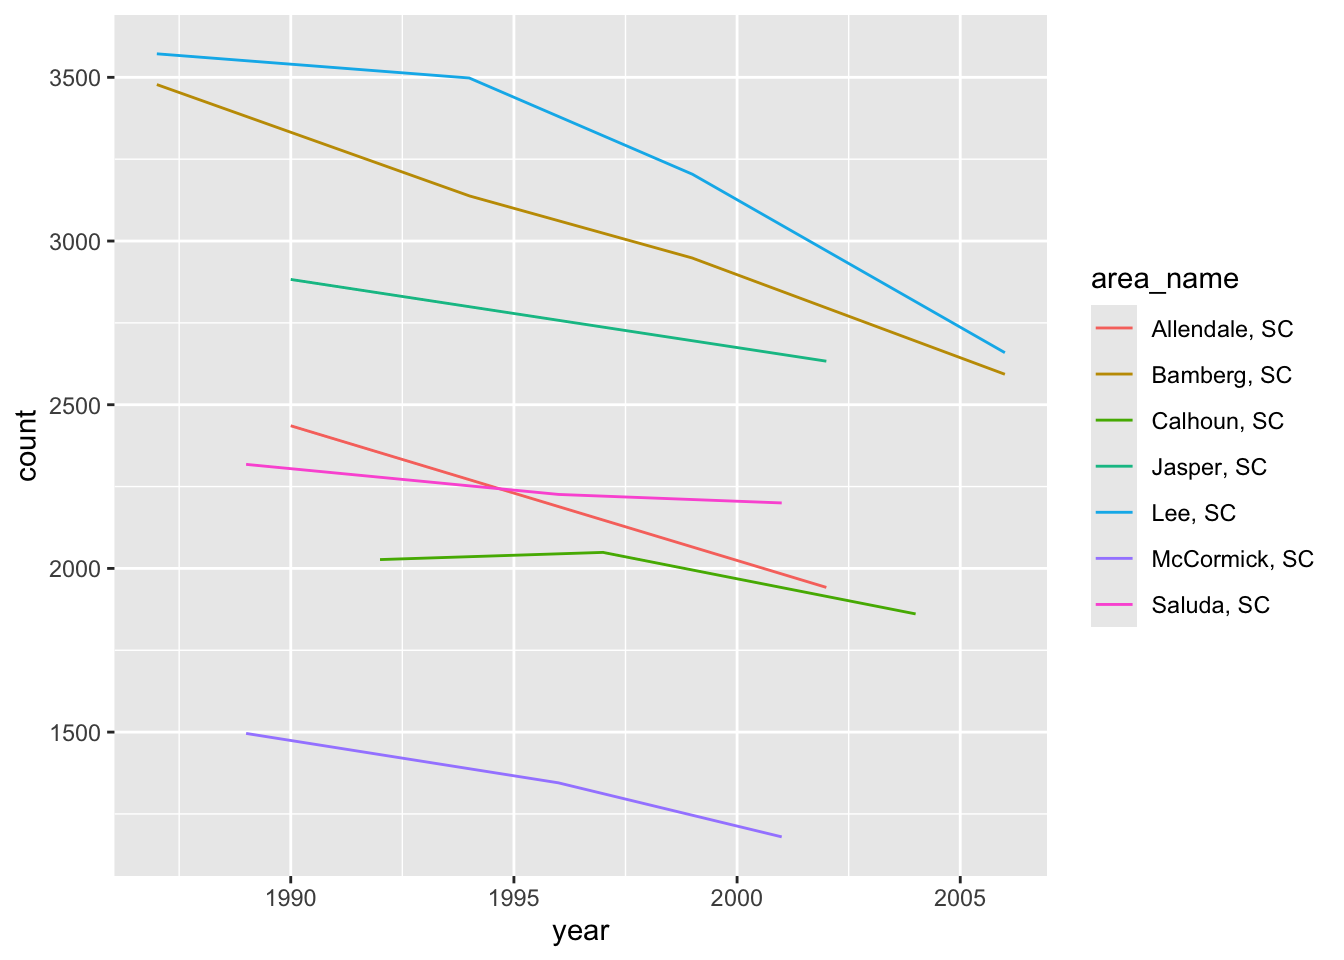 3500
3000
2500
2000
1500
count
1990 1995 2000 2005
year
area_name
Allendale, SC
Bamberg, SC
Calhoun, SC
Jasper, SC
Lee, SC
McCormick, SC
Saluda, SC